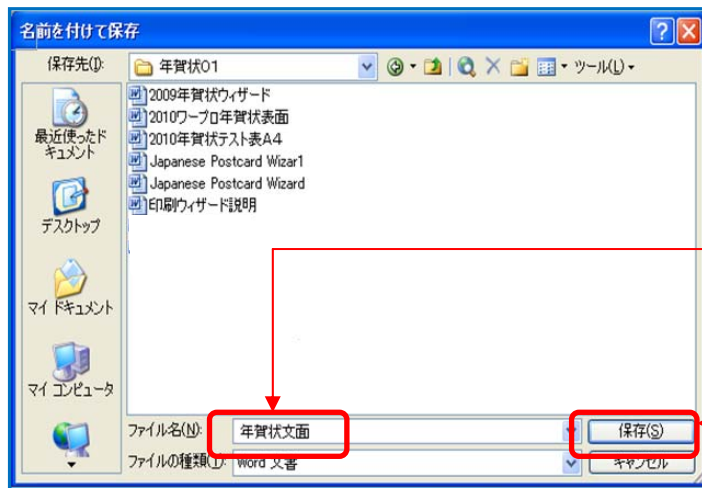 名前を付けて保存
保存先(I): 年賀状01 ツール(L)
2009年賀状ウィザード
2010ワープロ年賀状表面
2010年賀状テスト表A4
Japanese Postcard Wizar1
Japanese Postcard Wizard
印刷ウィザード説明
最近使ったド
キュメント
デスクトップ
マイ ドキュメント
マイ コンピュータ
ファイル名(N): 年賀状文面 保存(S)
ファイルの種類(T): Word 文書 キャンセル